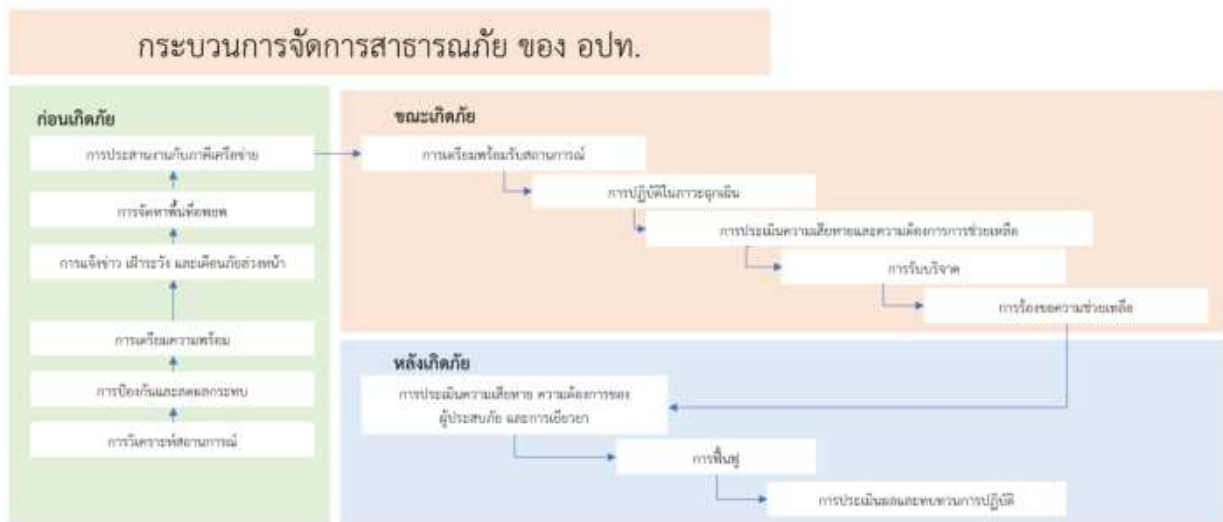 กระบวนการจัดการสาธารณภัย ของ อปท.
ก่อนเกิดภัย
การประสานงานกับภาคีเครือข่าย
การจัดหาพื้นที่อพยพ
การแจ้งข่าว เฝ้าระวัง และเตือนภัยล่วงหน้า
การเตรียมความพร้อม
การป้องกันและลดผลกระทบ
การวิเคราะห์สถานการณ์
ขณะเกิดภัย
การเตรียมพร้อมรับสถานการณ์
การปฏิบัติในภาวะฉุกเฉิน
การประเมินความเสียหายและความต้องการการช่วยเหลือ
การรับบริจาค
การร้องขอความช่วยเหลือ
หลังเกิดภัย
การประเมินความเสียหาย ความต้องการของ
ผู้ประสบภัย และการเยียวยา
การฟื้นฟู
การประเมินผลและทบทวนการปฏิบัติ